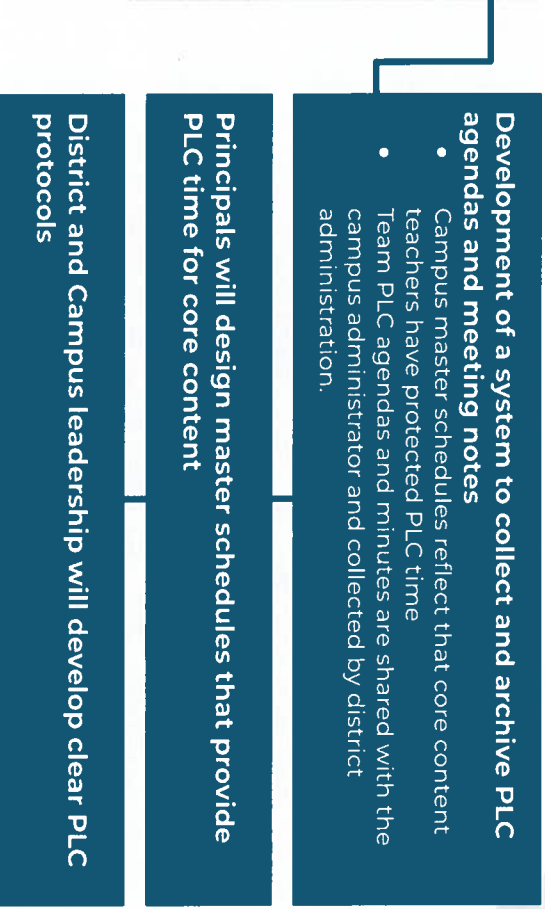 Development of a system to collect and archive PLC
agendas and meeting notes
• Campus master schedules reflect that core content
teachers have protected PLC time
• Team PLC agendas and minutes are shared with the
campus administrator and collected by district
administration.
Principals will design master schedules that provide
PLC time for core content
District and Campus leadership will develop clear PLC
protocols